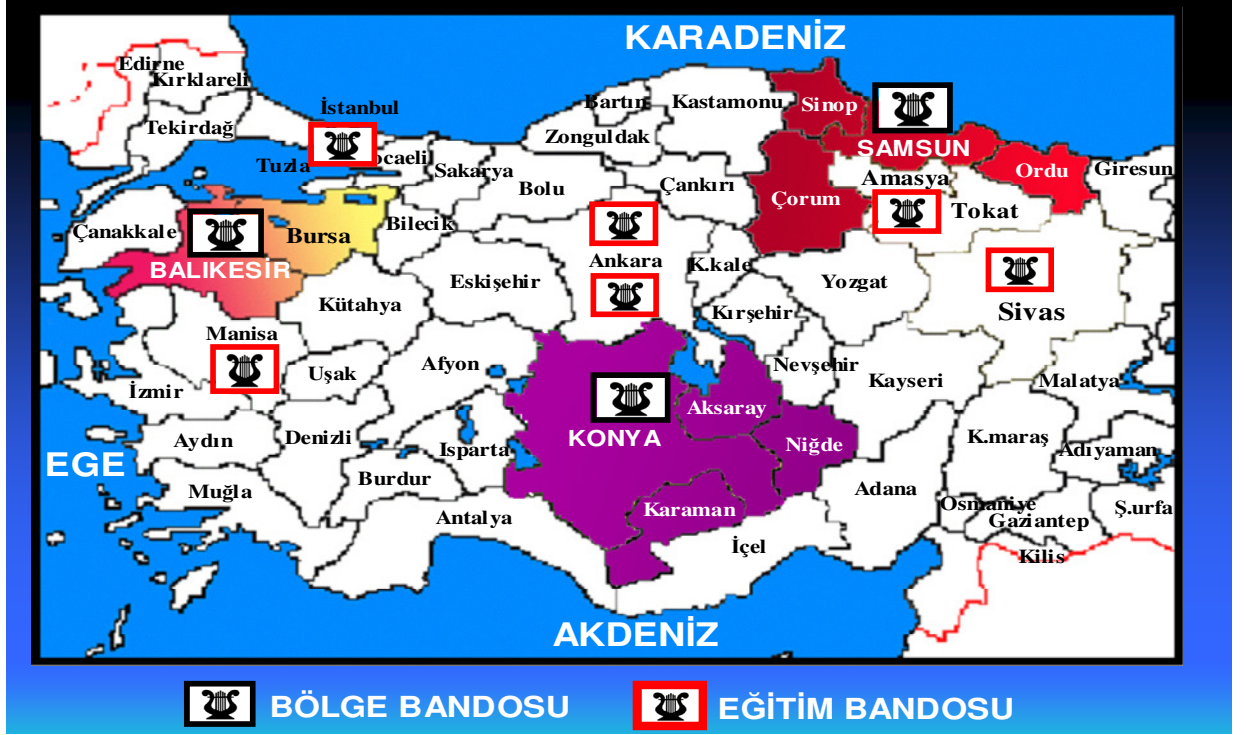 KARADENİZ
Edirne
Kırklareli
İstanbul
Bartın
Kastamonu
Sinop
Tekirdağ
Zonguldak
SAMSUN
Tuzla
ocaeli
Sakarya
Bolu
Çankırı
Amasya
Ordu
Giresun
Çorum
Tokat
Çanakkale
Bursa
Bilecik
BALIKESİR
Ankara
K.kale
Eskişehir
Yozgat
Kütahya
Kırşehir
Sivas
Manisa
Uşak
Afyon
Nevşehir
Kayseri
Malatya
İzmir
Aksaray
KONYA
Aydın
Denizli
Isparta
Niğde
K.maraş
Adıyaman
EGE
Muğla
Burdur
Adana
Karaman
Antalya
Osmaniye
Gaziantep
Ş.urfa
İçel
Kilis
AKDENİZ
BÖLGE BANDOSU
EĞİTİM BANDOSU